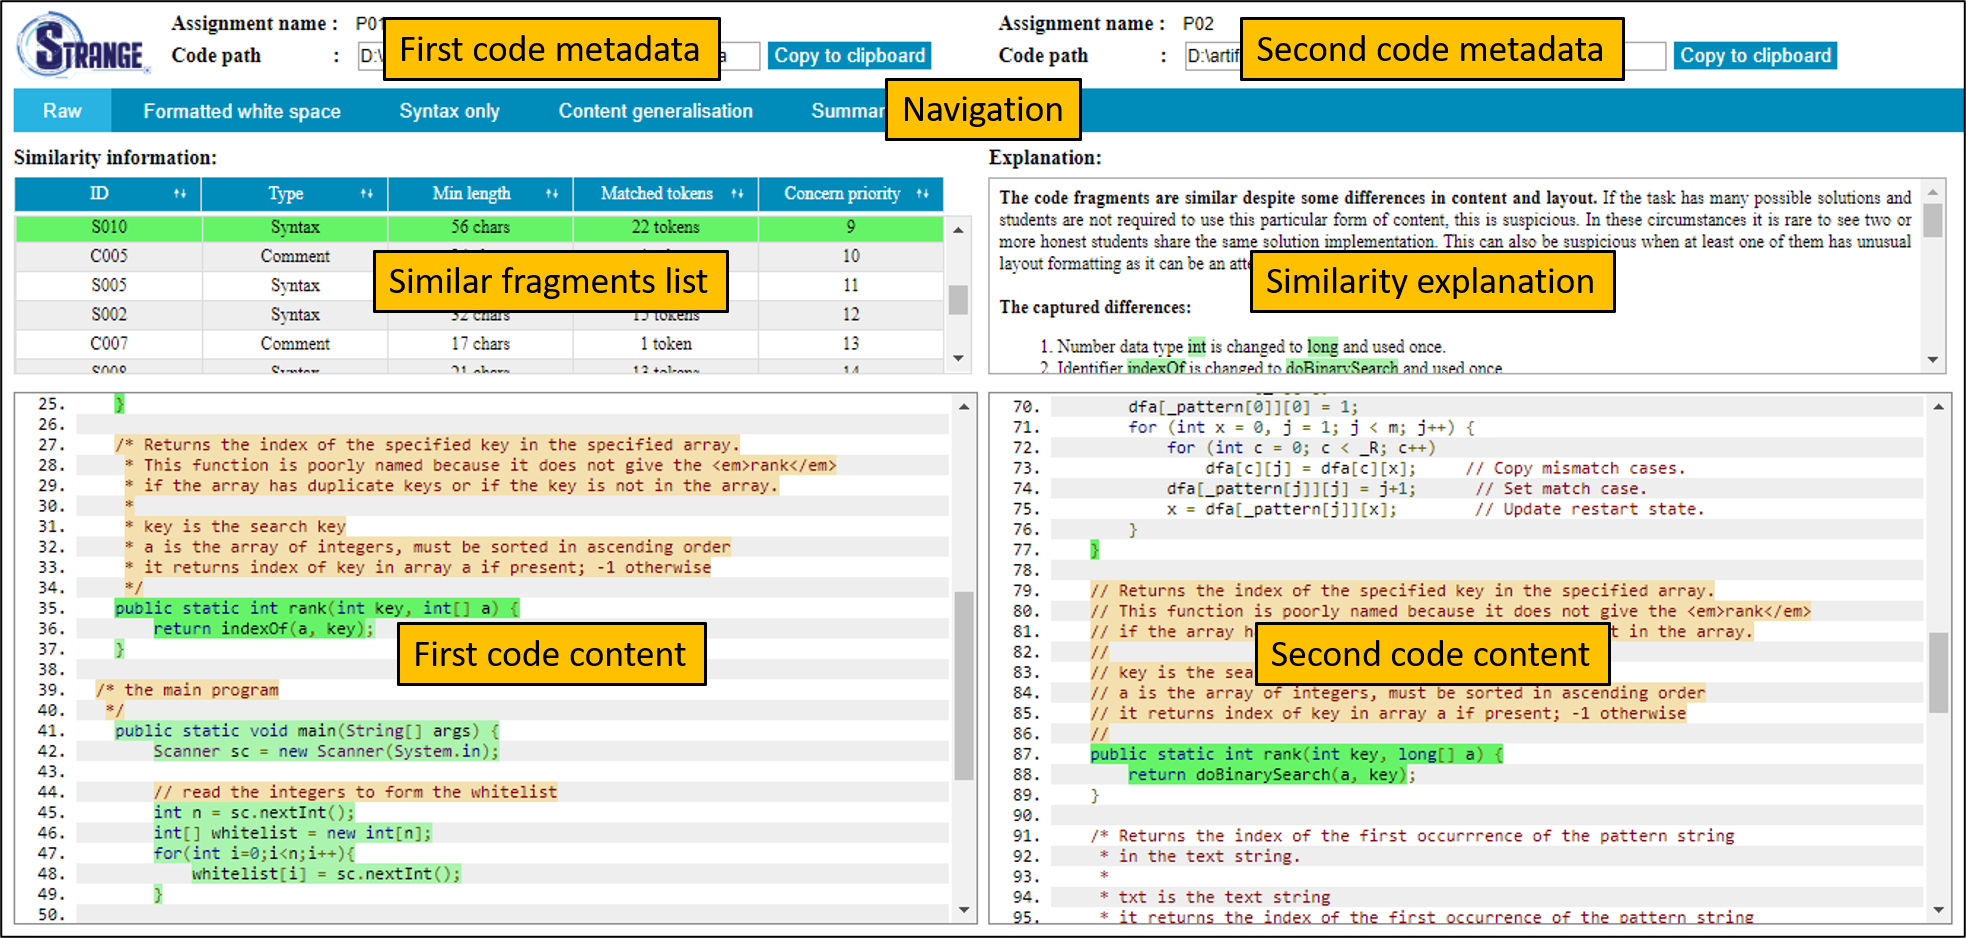 STRANGE
Assignment name : P01
Code path : D:\ a Copy to clipboard
First code metadata
Assignment name : P02
Code path : D:\artif Copy to clipboard
Second code metadata
Raw Formatted white space Syntax only Content generalisation Summar
Navigation
Similarity information:
ID Type Min length Matched tokens Concern priority
S010 Syntax 56 chars 22 tokens 9
C005 Comment 10
S005 Syntax 11
S002 Syntax 32 chars 15 tokens 12
C007 Comment 17 chars 1 token 13
S008 Syntax 21 chars 13 tokens 14
Similar fragments list
Explanation:
The code fragments are similar despite some differences in content and layout. If the task has many possible solutions and
students are not required to use this particular form of content, this is suspicious. In these circumstances it is rare to see two or
more honest students share the same solution implementation. This can also be suspicious when at least one of them has unusual
layout formatting as it can be an atte
Similarity explanation
The captured differences:
1. Number data type int is changed to long and used once.
2. Identifier indexOf is changed to doBinarySearch and used once
25. }
26.
27. /* Returns the index of the specified key in the specified array.
28. * This function is poorly named because it does not give the <em>rank</em>
29. * if the array has duplicate keys or if the key is not in the array.
30. *
31. * key is the search key
32. * a is the array of integers, must be sorted in ascending order
33. * it returns index of key in array a if present; -1 otherwise
34. */
35. public static int rank(int key, int[] a) {
36. return indexOf(a, key);
37. }
First code content
38.
39. /* the main program
40. */
41. public static void main(String[] args) {
42. Scanner sc = new Scanner(System.in);
43.
44. // read the integers to form the whitelist
45. int n = sc.nextInt();
46. int[] whitelist = new int[n];
47. for(int i=0;i<n;i++){
48. whitelist[i] = sc.nextInt();
49. }
50.
70. dfa[_pattern[0]][0] = 1;
71. for (int x = 0, j = 1; j < m; j++) {
72. for (int c = 0; c < _R; c++)
73. dfa[c][j] = dfa[c][x]; // Copy mismatch cases.
74. dfa[_pattern[j]][j] = j+1; // Set match case.
75. x = dfa[_pattern[j]][x]; // Update restart state.
76. }
77. }
78.
79. // Returns the index of the specified key in the specified array.
80. // This function is poorly named because it does not give the <em>rank</em>
81. // if the array h t in the array.
82. //
Second code content
83. // key is the sea
84. // a is the array of integers, must be sorted in ascending order
85. // it returns index of key in array a if present; -1 otherwise
86. //
87. public static int rank(int key, long[] a) {
88. return doBinarySearch(a, key);
89. }
90.
91. /* Returns the index of the first occurrrence of the pattern string
92. * in the text string.
93. *
94. * txt is the text string
95. * it returns the index of the first occurrence of the pattern string